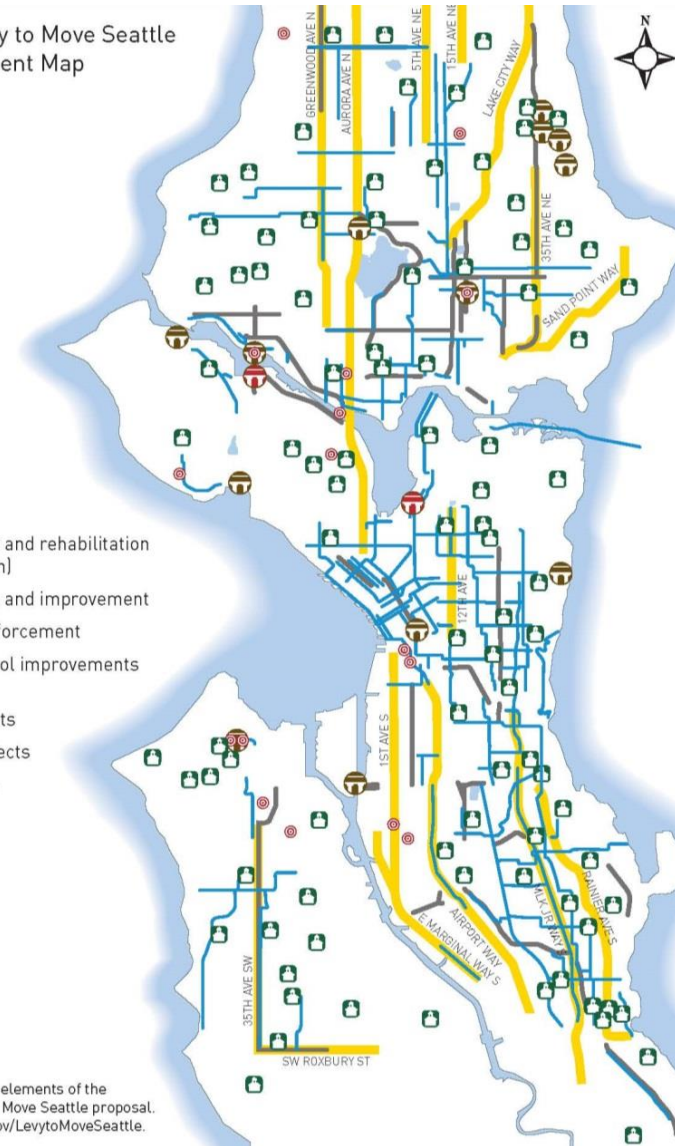 y to Move Seattle
ent Map
N
GREENWOOD AVE N
AURORA AVE N
5TH AVE NE
15TH AVE NE
LAKE CITY WAY
35TH AVE NE
SAND POINT WAY
and rehabilitation
n)
and improvement
forcement
ol improvements
ts
ects
12TH AVE
1ST AVE S
MLK JR WAY
RAINIER AVE S
AIRPORT WAY
E MARGINAL WAY S
35TH AVE SW
SW ROXBURY ST
elements of the
Move Seattle proposal.
ov/LevytoMoveSeattle.